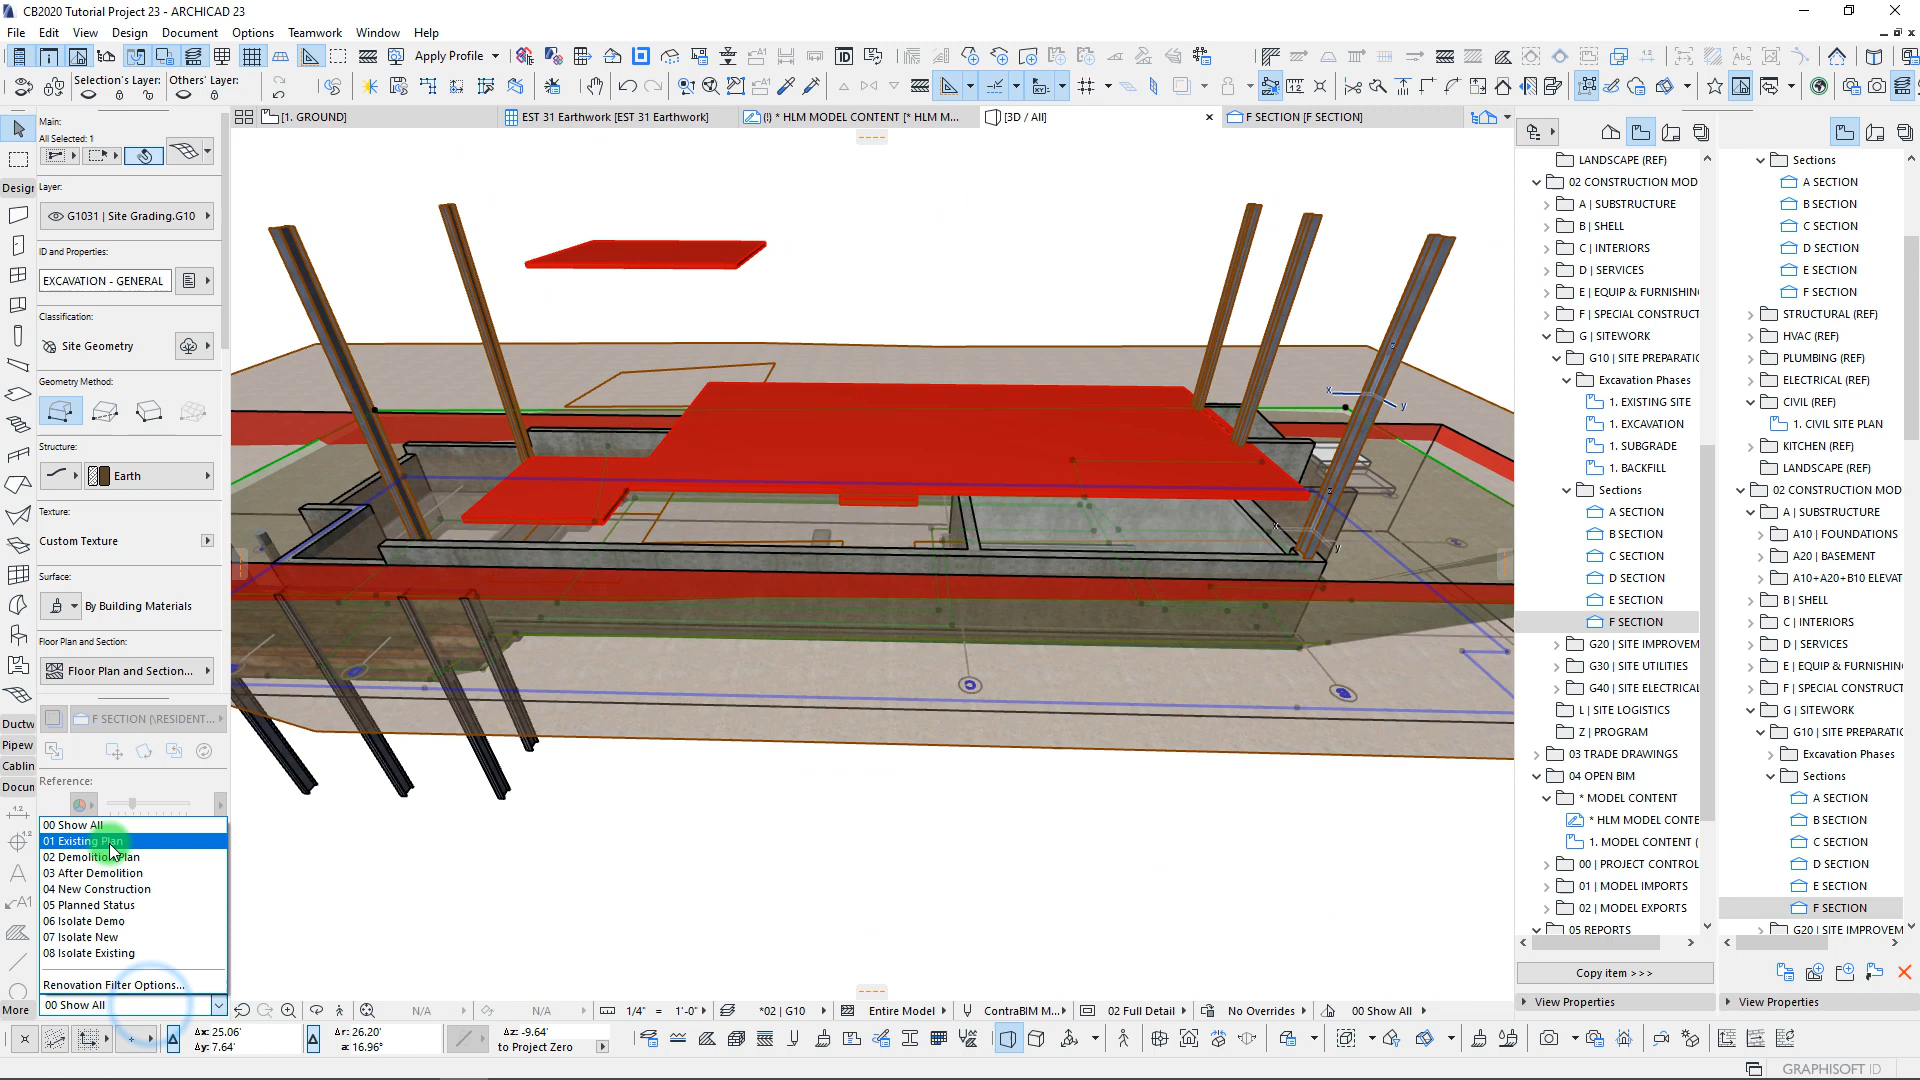 CB2020 Tutorial Project 23 - ARCHICAD 23
File Edit View Design Document Options Teamwork Window Help
Apply Profile
Selection's Layer: Others' Layer:
[1. GROUND]
EST 31 Earthwork [EST 31 Earthwork]
(!) * HLM MODEL CONTENT [* HLM M...
[3D / All]
F SECTION [F SECTION]
Main:
All Selected: 1
Design
Layer:
G1031 | Site Grading.G10
ID and Properties:
EXCAVATION - GENERAL
Classification:
Site Geometry
Geometry Method:
Structure:
Earth
Texture:
Custom Texture
Surface:
By Building Materials
Floor Plan and Section:
Floor Plan and Section...
Ductw
F SECTION (\RESIDENT...
Pipew
Cablin
Reference:
Docum
00 Show All
01 Existing Plan
02 Demolition Plan
03 After Demolition
04 New Construction
05 Planned Status
06 Isolate Demo
07 Isolate New
08 Isolate Existing
Renovation Filter Options...
More
00 Show All
N/A
N/A
1/4" = 1'-0"
*02 | G10
Entire Model
ContraBIM M...
02 Full Detail
No Overrides
00 Show All
Δx: 25.06'
Δy: 7.64'
Δr: 26.20'
a: 16.96°
Δz: -9.64'
to Project Zero
x
y
z
x
y
LANDSCAPE (REF)
02 CONSTRUCTION MOD
A | SUBSTRUCTURE
B | SHELL
C | INTERIORS
D | SERVICES
E | EQUIP & FURNISHIN
F | SPECIAL CONSTRUCT
G | SITEWORK
G10 | SITE PREPARATIO
Excavation Phases
1. EXISTING SITE
1. EXCAVATION
1. SUBGRADE
1. BACKFILL
Sections
A SECTION
B SECTION
C SECTION
D SECTION
E SECTION
F SECTION
G20 | SITE IMPROVEM
G30 | SITE UTILITIES
G40 | SITE ELECTRICAL
L | SITE LOGISTICS
Z | PROGRAM
03 TRADE DRAWINGS
04 OPEN BIM
* MODEL CONTENT
* HLM MODEL CONTE
1. MODEL CONTENT (
00 | PROJECT CONTROL
01 | MODEL IMPORTS
02 | MODEL EXPORTS
05 REPORTS
Copy item >>>
View Properties
Sections
A SECTION
B SECTION
C SECTION
D SECTION
E SECTION
F SECTION
STRUCTURAL (REF)
HVAC (REF)
PLUMBING (REF)
ELECTRICAL (REF)
CIVIL (REF)
1. CIVIL SITE PLAN
KITCHEN (REF)
LANDSCAPE (REF)
02 CONSTRUCTION MOD
A | SUBSTRUCTURE
A10 | FOUNDATIONS
A20 | BASEMENT
A10+A20+B10 ELEVAT
B | SHELL
C | INTERIORS
D | SERVICES
E | EQUIP & FURNISHIN
F | SPECIAL CONSTRUCT
G | SITEWORK
G10 | SITE PREPARATIO
Excavation Phases
Sections
A SECTION
B SECTION
C SECTION
D SECTION
E SECTION
F SECTION
G20 | SITE IMPROVEM
View Properties
GRAPHISOFT ID